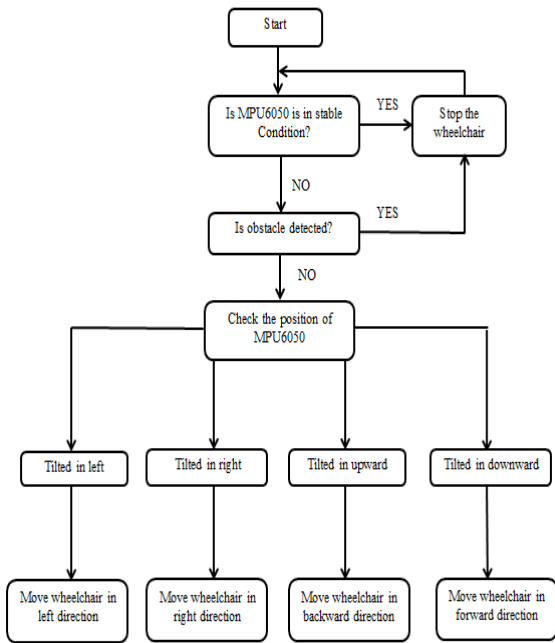 Start
Is MPU6050 is in stable
Condition?
YES
Stop the
wheelchair
NO
Is obstacle detected?
YES
NO
Check the position of
MPU6050
Tilted in left
Tilted in right
Tilted in upward
Tilted in downward
Move wheelchair in
left direction
Move wheelchair in
right direction
Move wheelchair in
backward direction
Move wheelchair in
forward direction